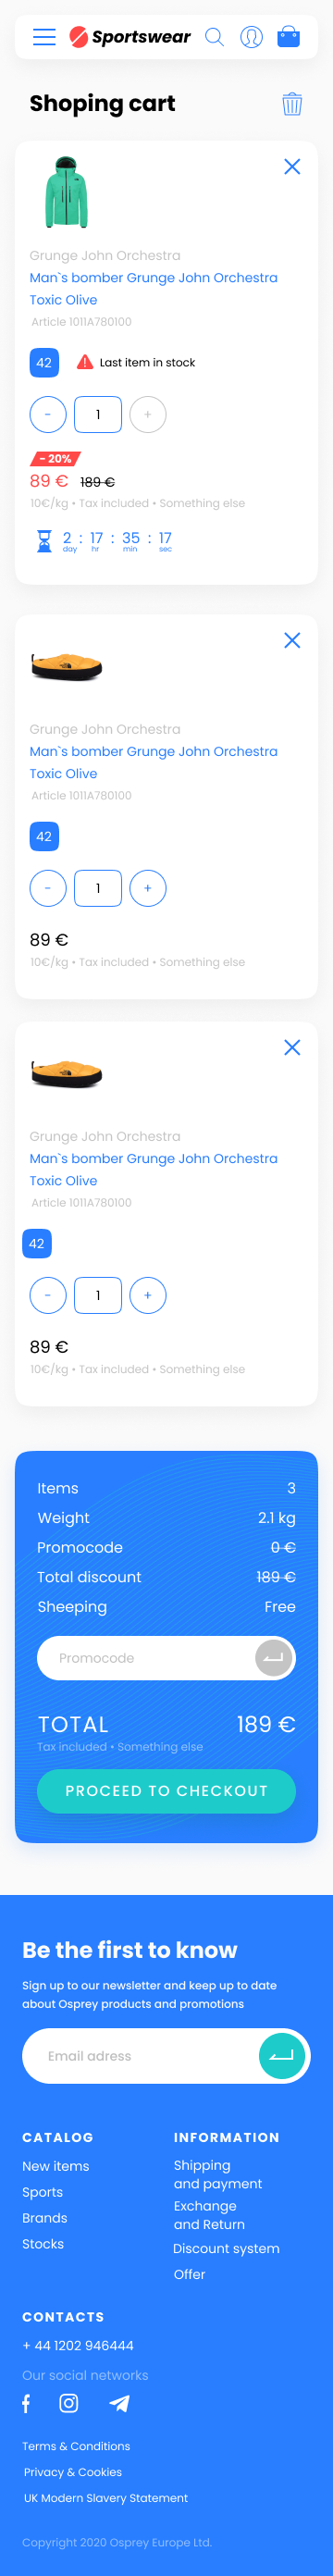 Sportswear
Shoping cart
Grunge John Orchestra
Man`s bomber Grunge John Orchestra
Toxic Olive
Article 1011A780100
42 Last item in stock
- 1 +
- 20%
89 € 189 €
10€/kg • Tax included • Something else
2 : 17 : 35 : 17
day hr min sec
Grunge John Orchestra
Man`s bomber Grunge John Orchestra
Toxic Olive
Article 1011A780100
42
- 1 +
89 €
10€/kg • Tax included • Something else
Grunge John Orchestra
Man`s bomber Grunge John Orchestra
Toxic Olive
Article 1011A780100
42
- 1 +
89 €
10€/kg • Tax included • Something else
Items 3
Weight 2.1 kg
Promocode 0 €
Total discount 189 €
Sheeping Free
Promocode
TOTAL 189 €
Tax included • Something else
PROCEED TO CHECKOUT
Be the first to know
Sign up to our newsletter and keep up to date
about Osprey products and promotions
Email adress
CATALOG
New items
Sports
Brands
Stocks
INFORMATION
Shipping
and payment
Exchange
and Return
Discount system
Offer
CONTACTS
+ 44 1202 946444
Our social networks
Terms & Conditions
Privacy & Cookies
UK Modern Slavery Statement
Copyright 2020 Osprey Europe Ltd.